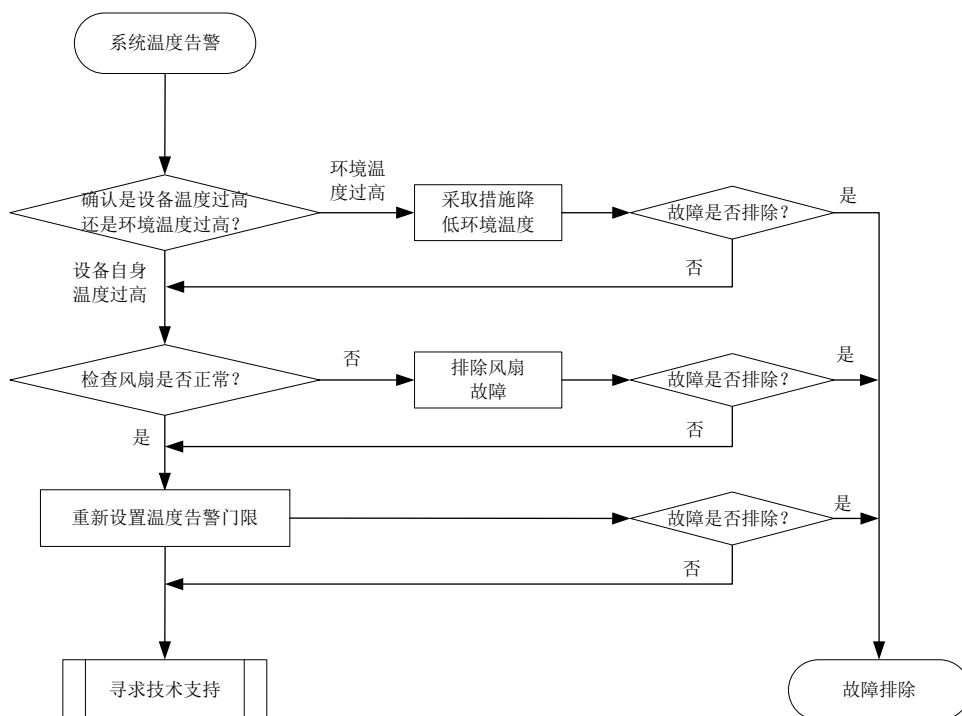 系统温度告警
确认是设备温度过高
还是环境温度过高？
环境温
度过高
采取措施降
低环境温度
故障是否排除？
是
否
设备自身
温度过高
检查风扇是否正常？
否
排除风扇
故障
故障是否排除？
是
否
是
重新设置温度告警门限
故障是否排除？
是
否
寻求技术支持
故障排除